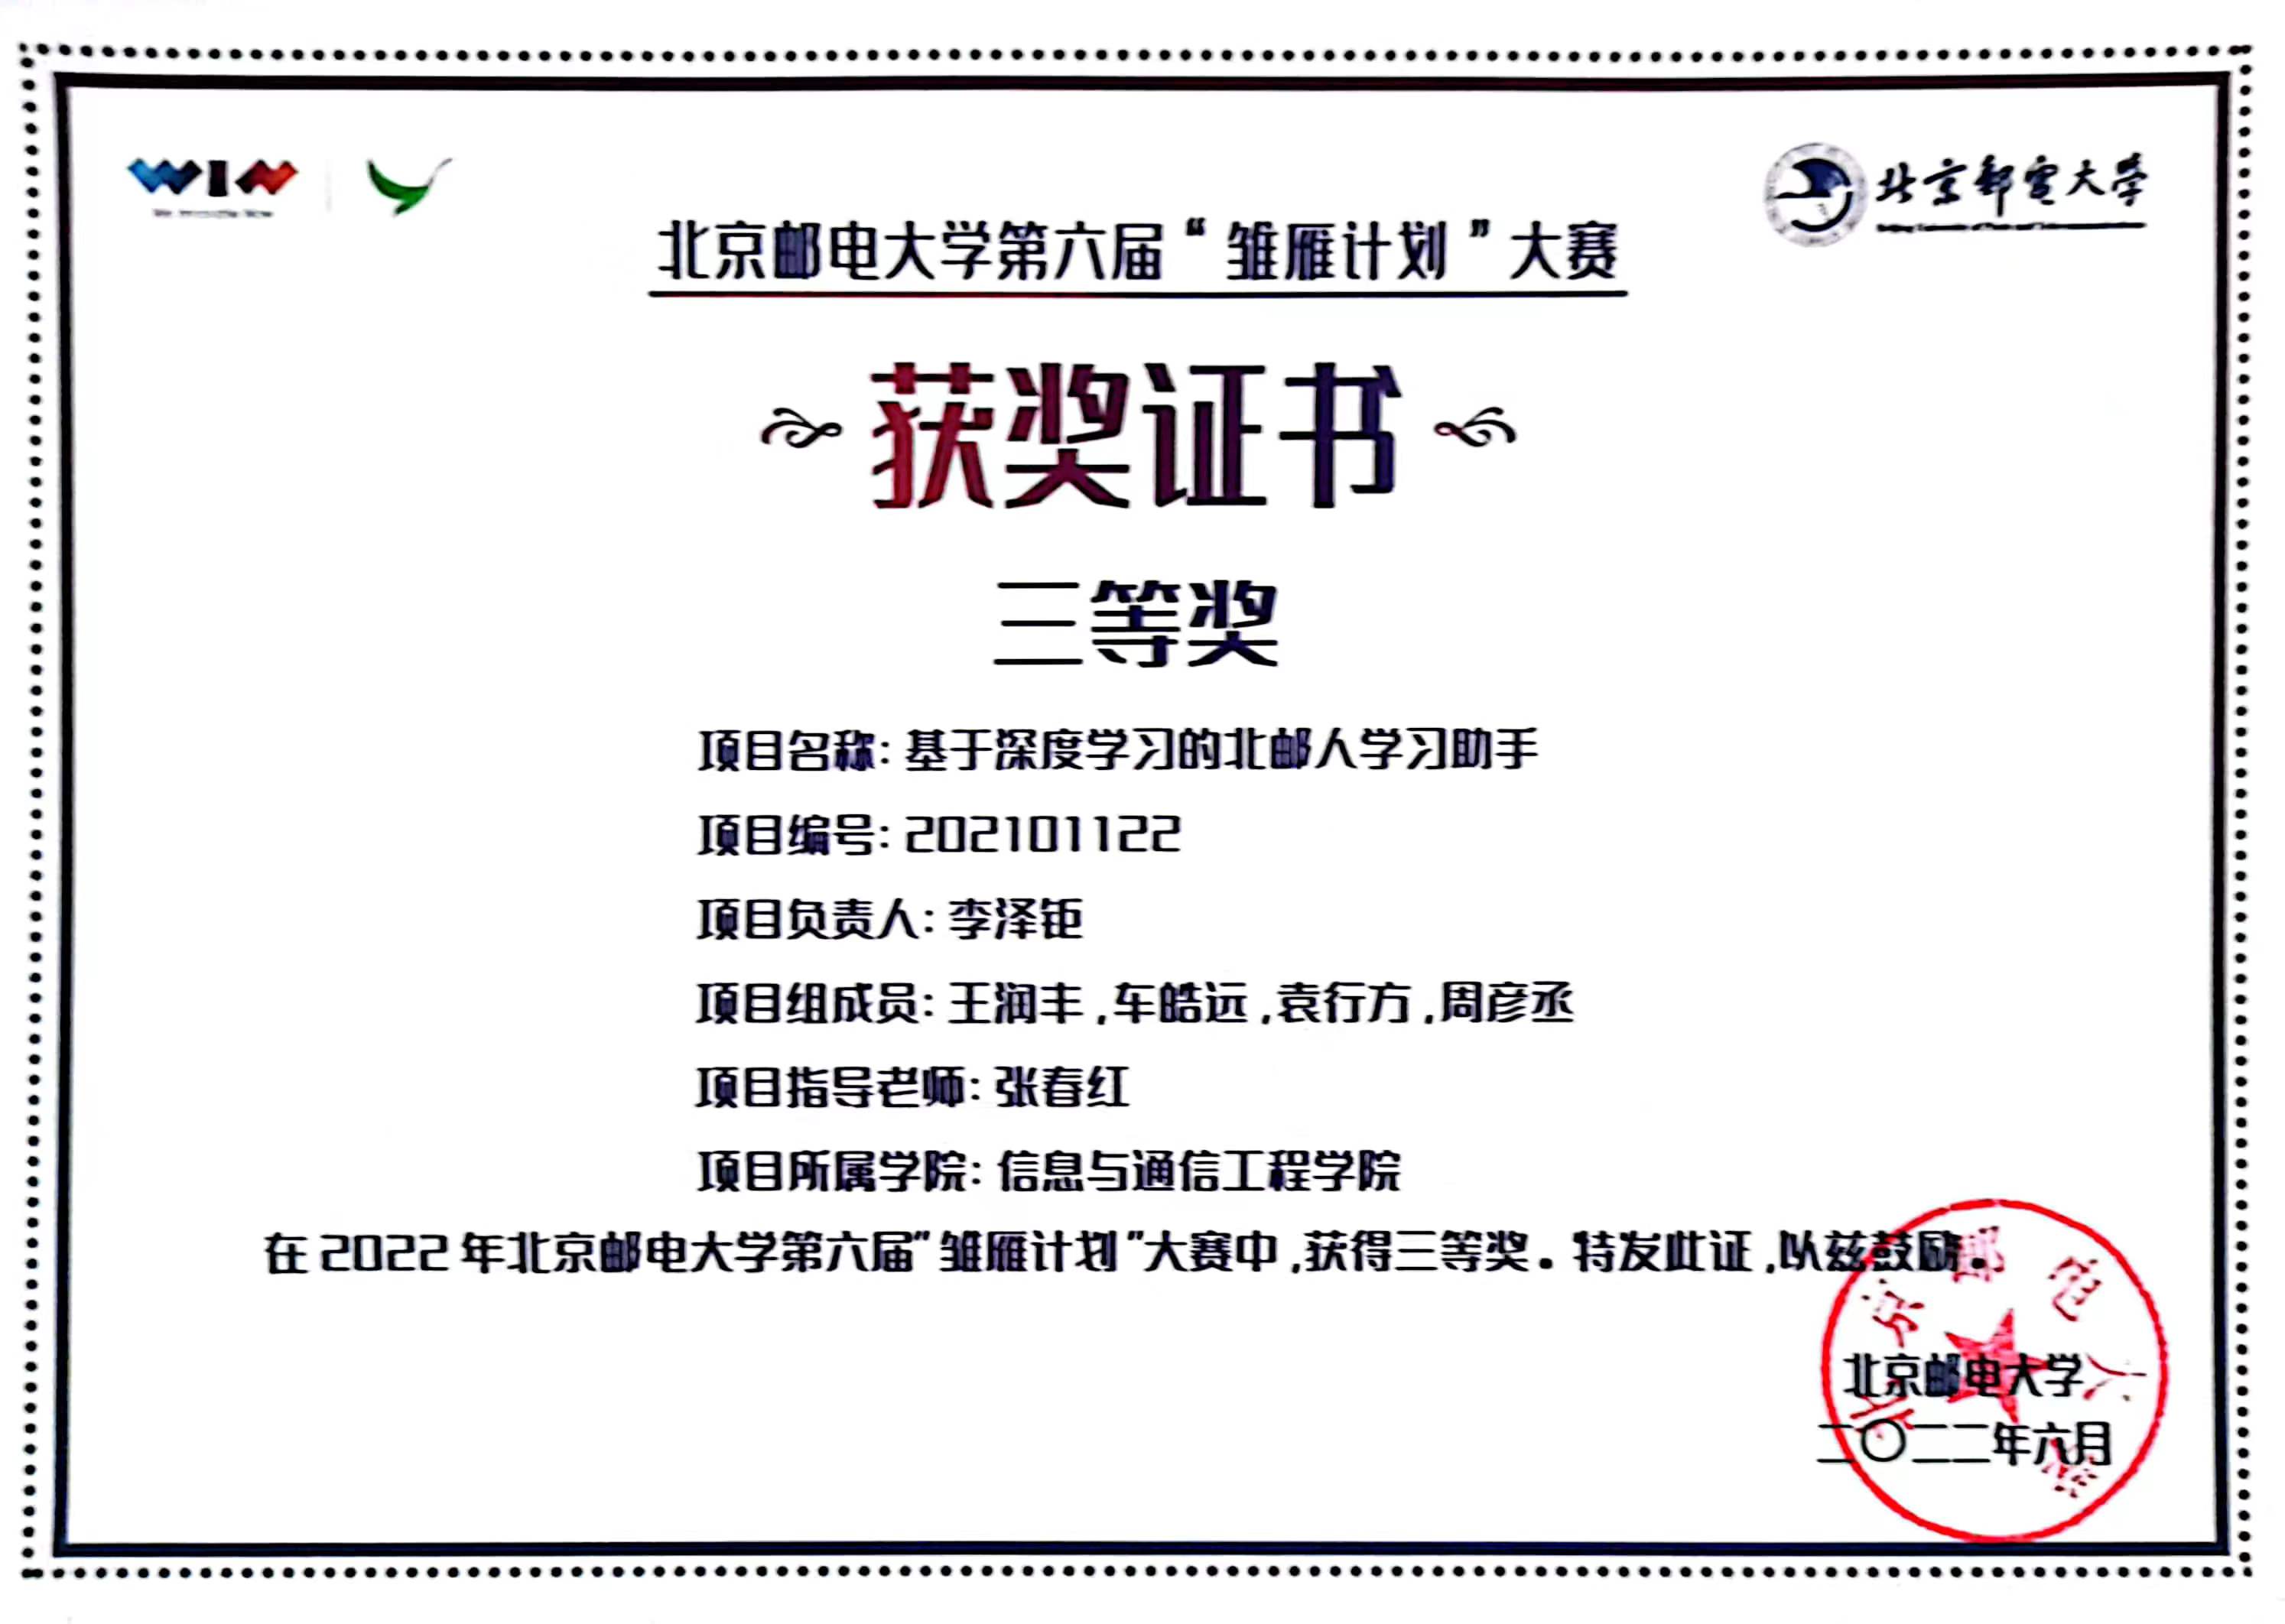 WIN
北京邮电大学
北京邮电大学第六届“雏雁计划”大赛
获奖证书
三等奖
项目名称: 基于深度学习的北邮人学习助手
项目编号: 202101122
项目负责人: 李泽钜
项目组成员: 王润丰,车皓远,袁行方,周彦丞
项目指导老师: 张春红
项目所属学院: 信息与通信工程学院
在 2022 年北京邮电大学第六届"雏雁计划"大赛中,获得三等奖。特发此证,以兹鼓励。
北京邮电大学
北京邮电大学
二〇二二年六月